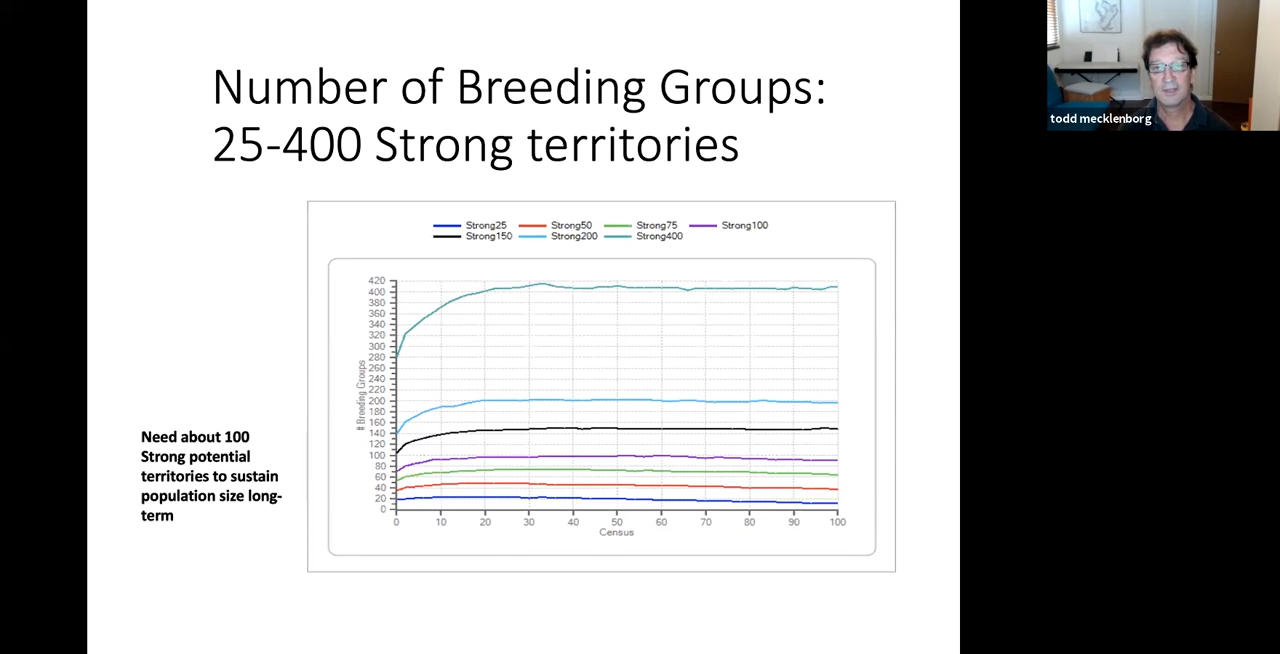 Number of Breeding Groups:
25-400 Strong territories
todd mecklenborg
Strong25 Strong50 Strong75 Strong100
Strong150 Strong200 Strong400
# Breeding Groups
420
400
380
360
340
320
300
280
260
240
220
200
180
160
140
120
100
80
60
40
20
0
0 10 20 30 40 50 60 70 80 90 100
Census
Need about 100
Strong potential
territories to sustain
population size long-
term